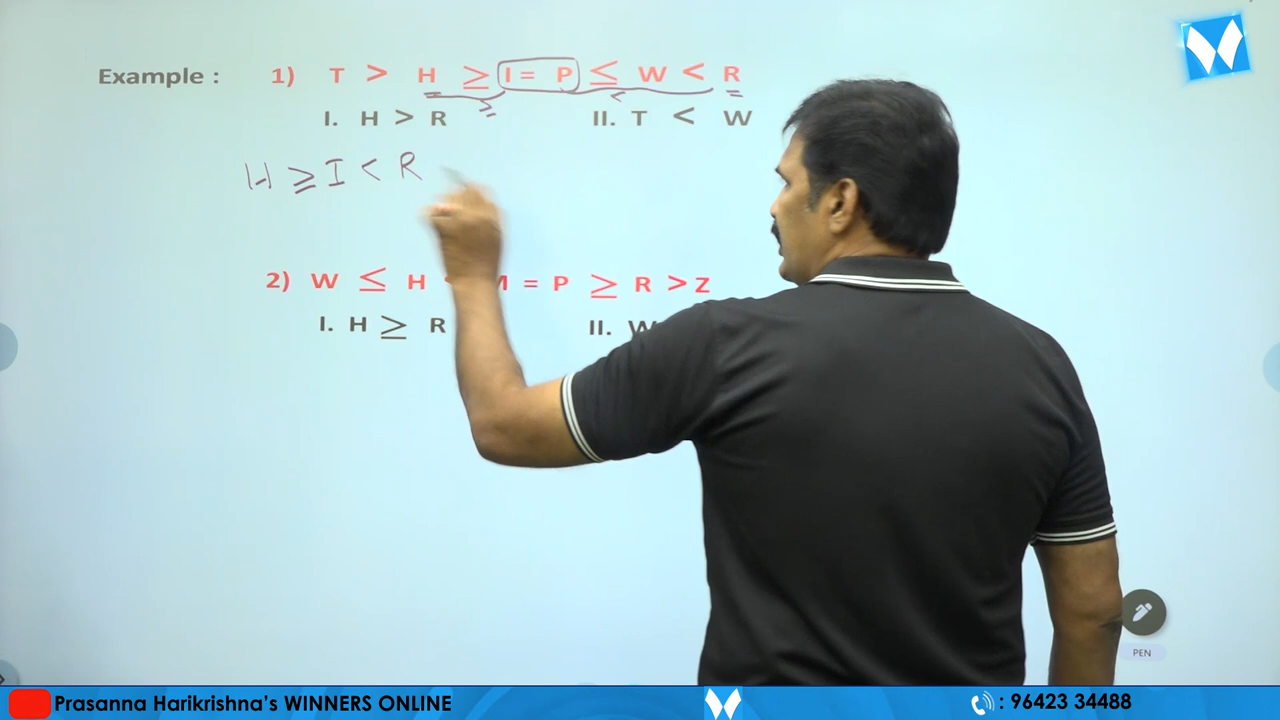 Example : 1) T > H ≥ I = P ≤ W < R
I. H > R II. T < W
H ≥ I < R
2) W ≤ H = P ≥ R > Z
I. H ≥ R II. W
PEN
Prasanna Harikrishna's WINNERS ONLINE : 96423 34488